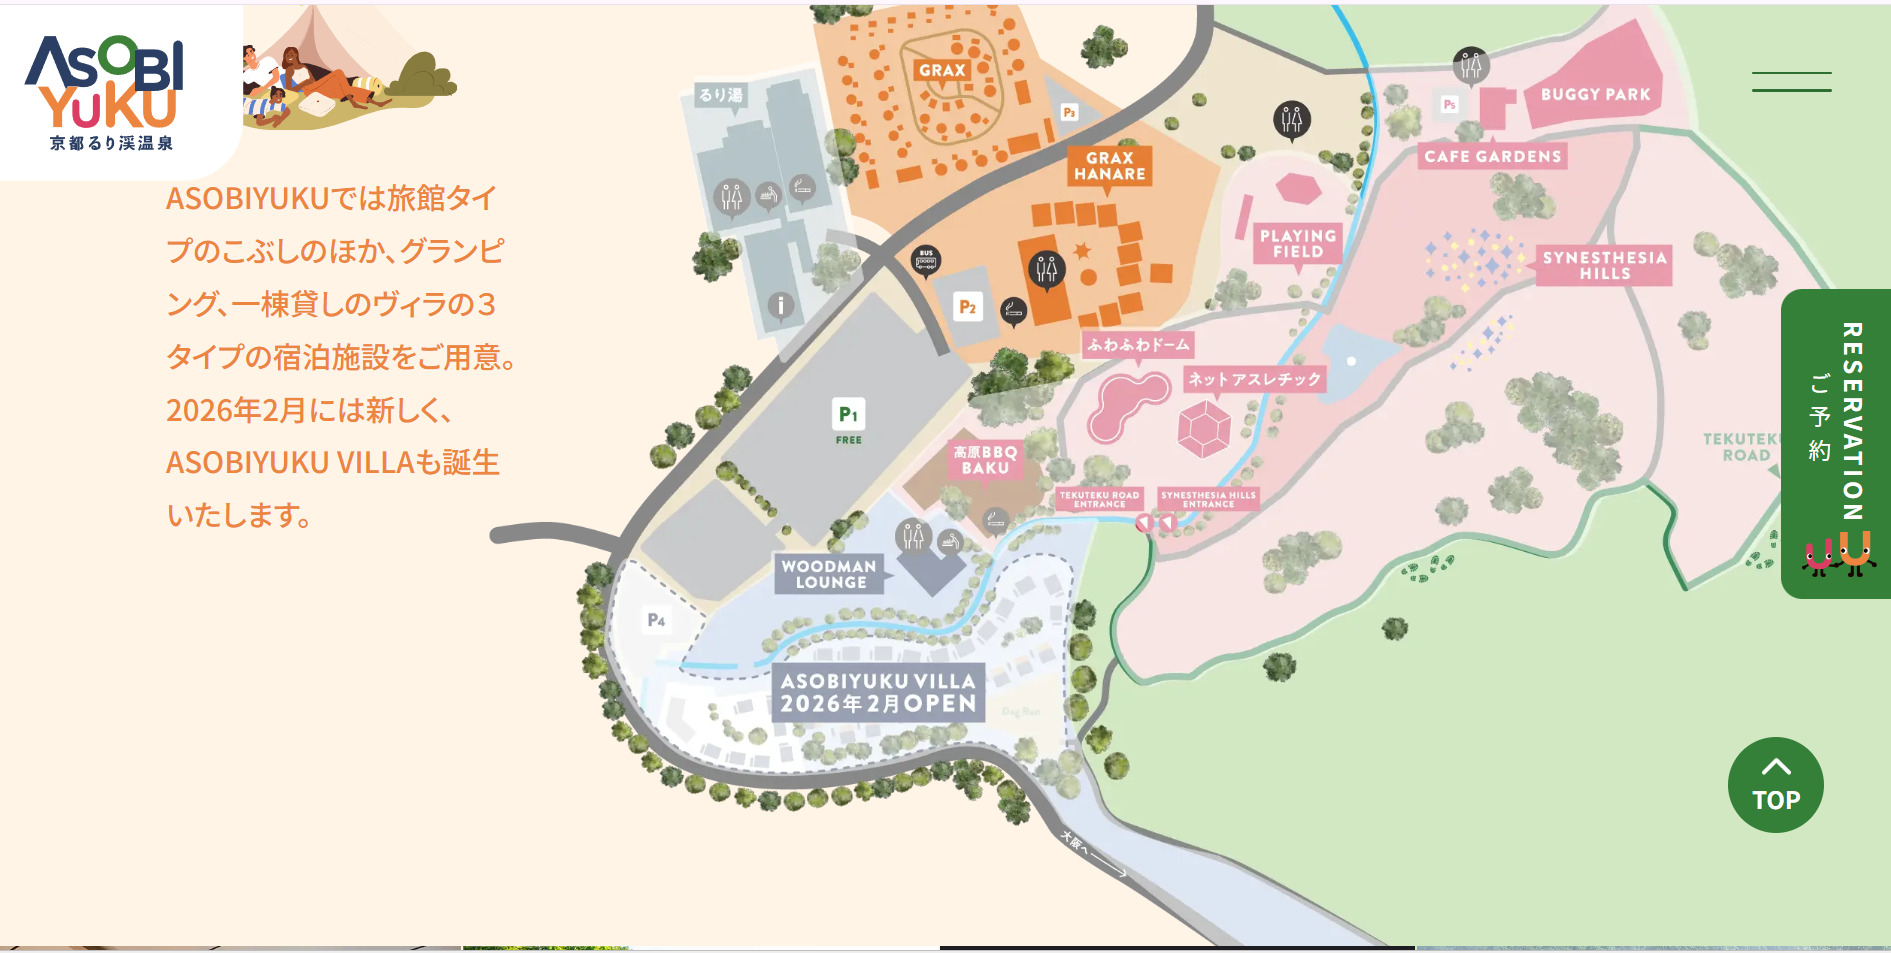 ASOBI
YUKU
京都るり渓温泉
ASOBIYUKUでは旅館タイ
プのこぶしのほか、グランピ
ング、一棟貸しのヴィラの３
タイプの宿泊施設をご用意。
2026年2月には新しく、
ASOBIYUKU VILLAも誕生
いたします。
るり湯
GRAX
P3
GRAX
HANARE
BUS
P2
i
P1
FREE
P5
BUGGY PARK
CAFE GARDENS
PLAYING
FIELD
SYNESTHESIA
HILLS
ふわふわドーム
ネットアスレチック
高原BBQ
BAKU
TEKUTEKU ROAD
ENTRANCE
SYNESTHESIA HILLS
ENTRANCE
TEKUTEKU
ROAD
WOODMAN
LOUNGE
P4
ASOBIYUKU VILLA
2026年2月OPEN
Dog Run
大阪へ
RESERVATION
ご予約
TOP